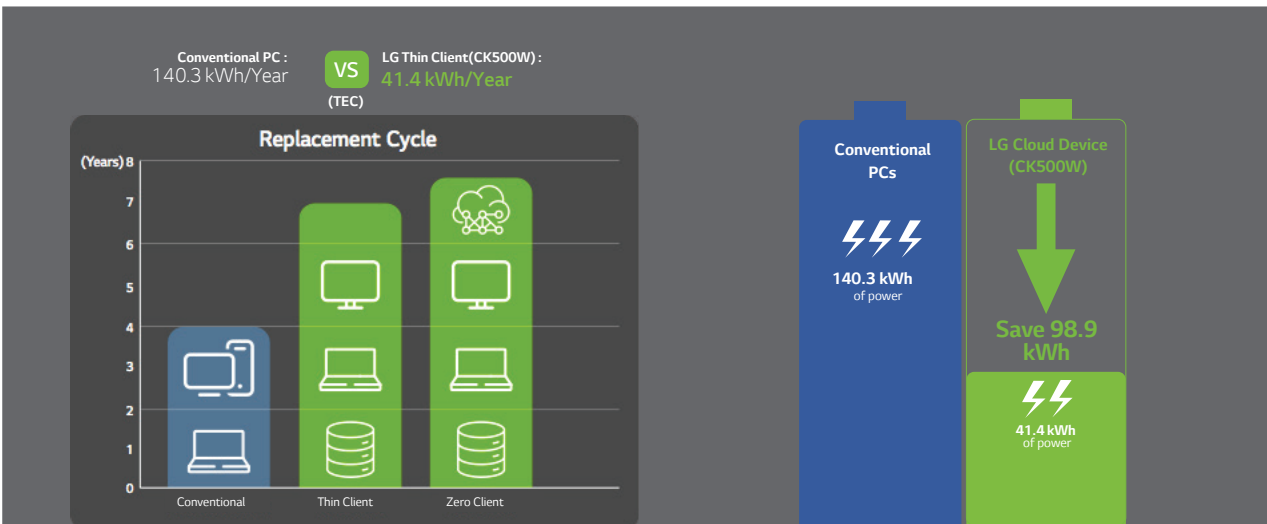 Conventional PC :
140.3 kWh/Year
VS
(TEC)
LG Thin Client(CK500W) :
41.4 kWh/Year
Replacement Cycle
(Years) 8
7
6
5
4
3
2
1
0
Conventional
Thin Client
Zero Client
Conventional
PCs
140.3 kWh
of power
LG Cloud Device
(CK500W)
Save 98.9
kWh
41.4 kWh
of power